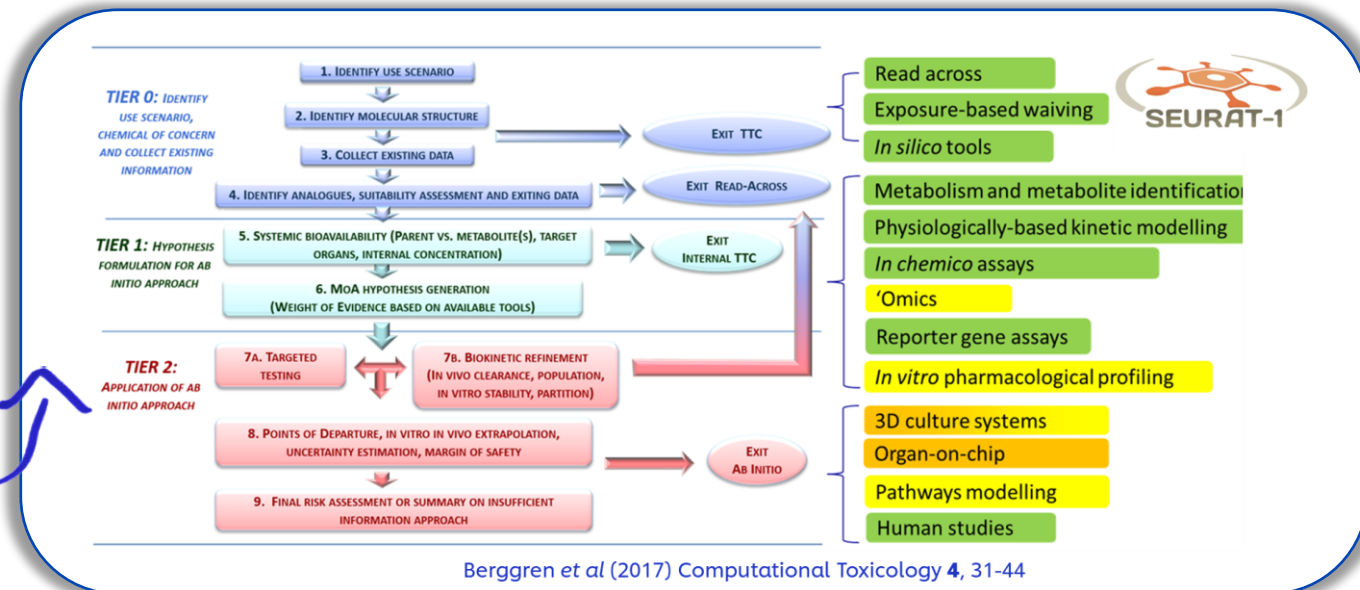 TIER 0: IDENTIFY
USE SCENARIO,
CHEMICAL OF CONCERN
AND COLLECT EXISTING
INFORMATION
1. IDENTIFY USE SCENARIO
2. IDENTIFY MOLECULAR STRUCTURE
3. COLLECT EXISTING DATA
4. IDENTIFY ANALOGUES, SUITABILITY ASSESSMENT AND EXITING DATA
EXIT TTC
EXIT READ-ACROSS
TIER 1: HYPOTHESIS
FORMULATION FOR AB
INITIO APPROACH
5. SYSTEMIC BIOAVAILABILITY (PARENT VS. METABOLITE(S), TARGET
ORGANS, INTERNAL CONCENTRATION)
6. MOA HYPOTHESIS GENERATION
(WEIGHT OF EVIDENCE BASED ON AVAILABLE TOOLS)
EXIT
INTERNAL TTC
TIER 2:
APPLICATION OF AB
INITIO APPROACH
7A. TARGETED
TESTING
7B. BIOKINETIC REFINEMENT
(IN VIVO CLEARANCE, POPULATION,
IN VITRO STABILITY, PARTITION)
8. POINTS OF DEPARTURE, IN VITRO IN VIVO EXTRAPOLATION,
UNCERTAINTY ESTIMATION, MARGIN OF SAFETY
9. FINAL RISK ASSESSMENT OR SUMMARY ON INSUFFICIENT
INFORMATION APPROACH
EXIT
AB INITIO
Read across
Exposure-based waiving
In silico tools
SEURAT-1
Metabolism and metabolite identification
Physiologically-based kinetic modelling
In chemico assays
‘Omics
Reporter gene assays
In vitro pharmacological profiling
3D culture systems
Organ-on-chip
Pathways modelling
Human studies
Berggren et al (2017) Computational Toxicology 4, 31-44